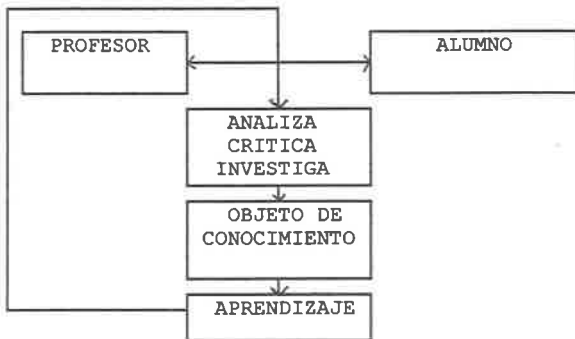 PROFESOR
ALUMNO
ANALIZA
CRITICA
INVESTIGA
OBJETO DE
CONOCIMIENTO
APRENDIZAJE